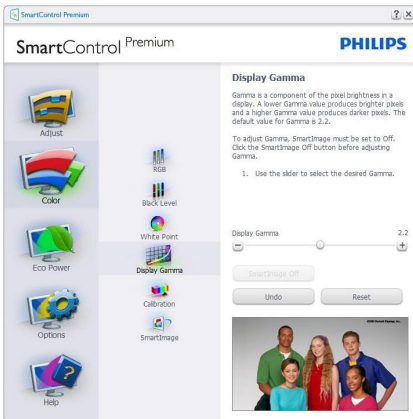 SmartControl Premium
SmartControl Premium
PHILIPS
Adjust
Color
Eco Power
Options
Help
RGB
Black Level
White Point
Display Gamma
Calibration
SmartImage
Display Gamma
Gamma is a component of the pixel brightness in a
display. A lower Gamma value produces brighter pixels
and a higher Gamma value produces darker pixels. The
default value for Gamma is 2.2.
To adjust Gamma, SmartImage must be set to Off.
Click the SmartImage Off button before adjusting
Gamma.
1. Use the slider to select the desired Gamma.
Display Gamma 2.2
SmartImage Off
Undo Reset